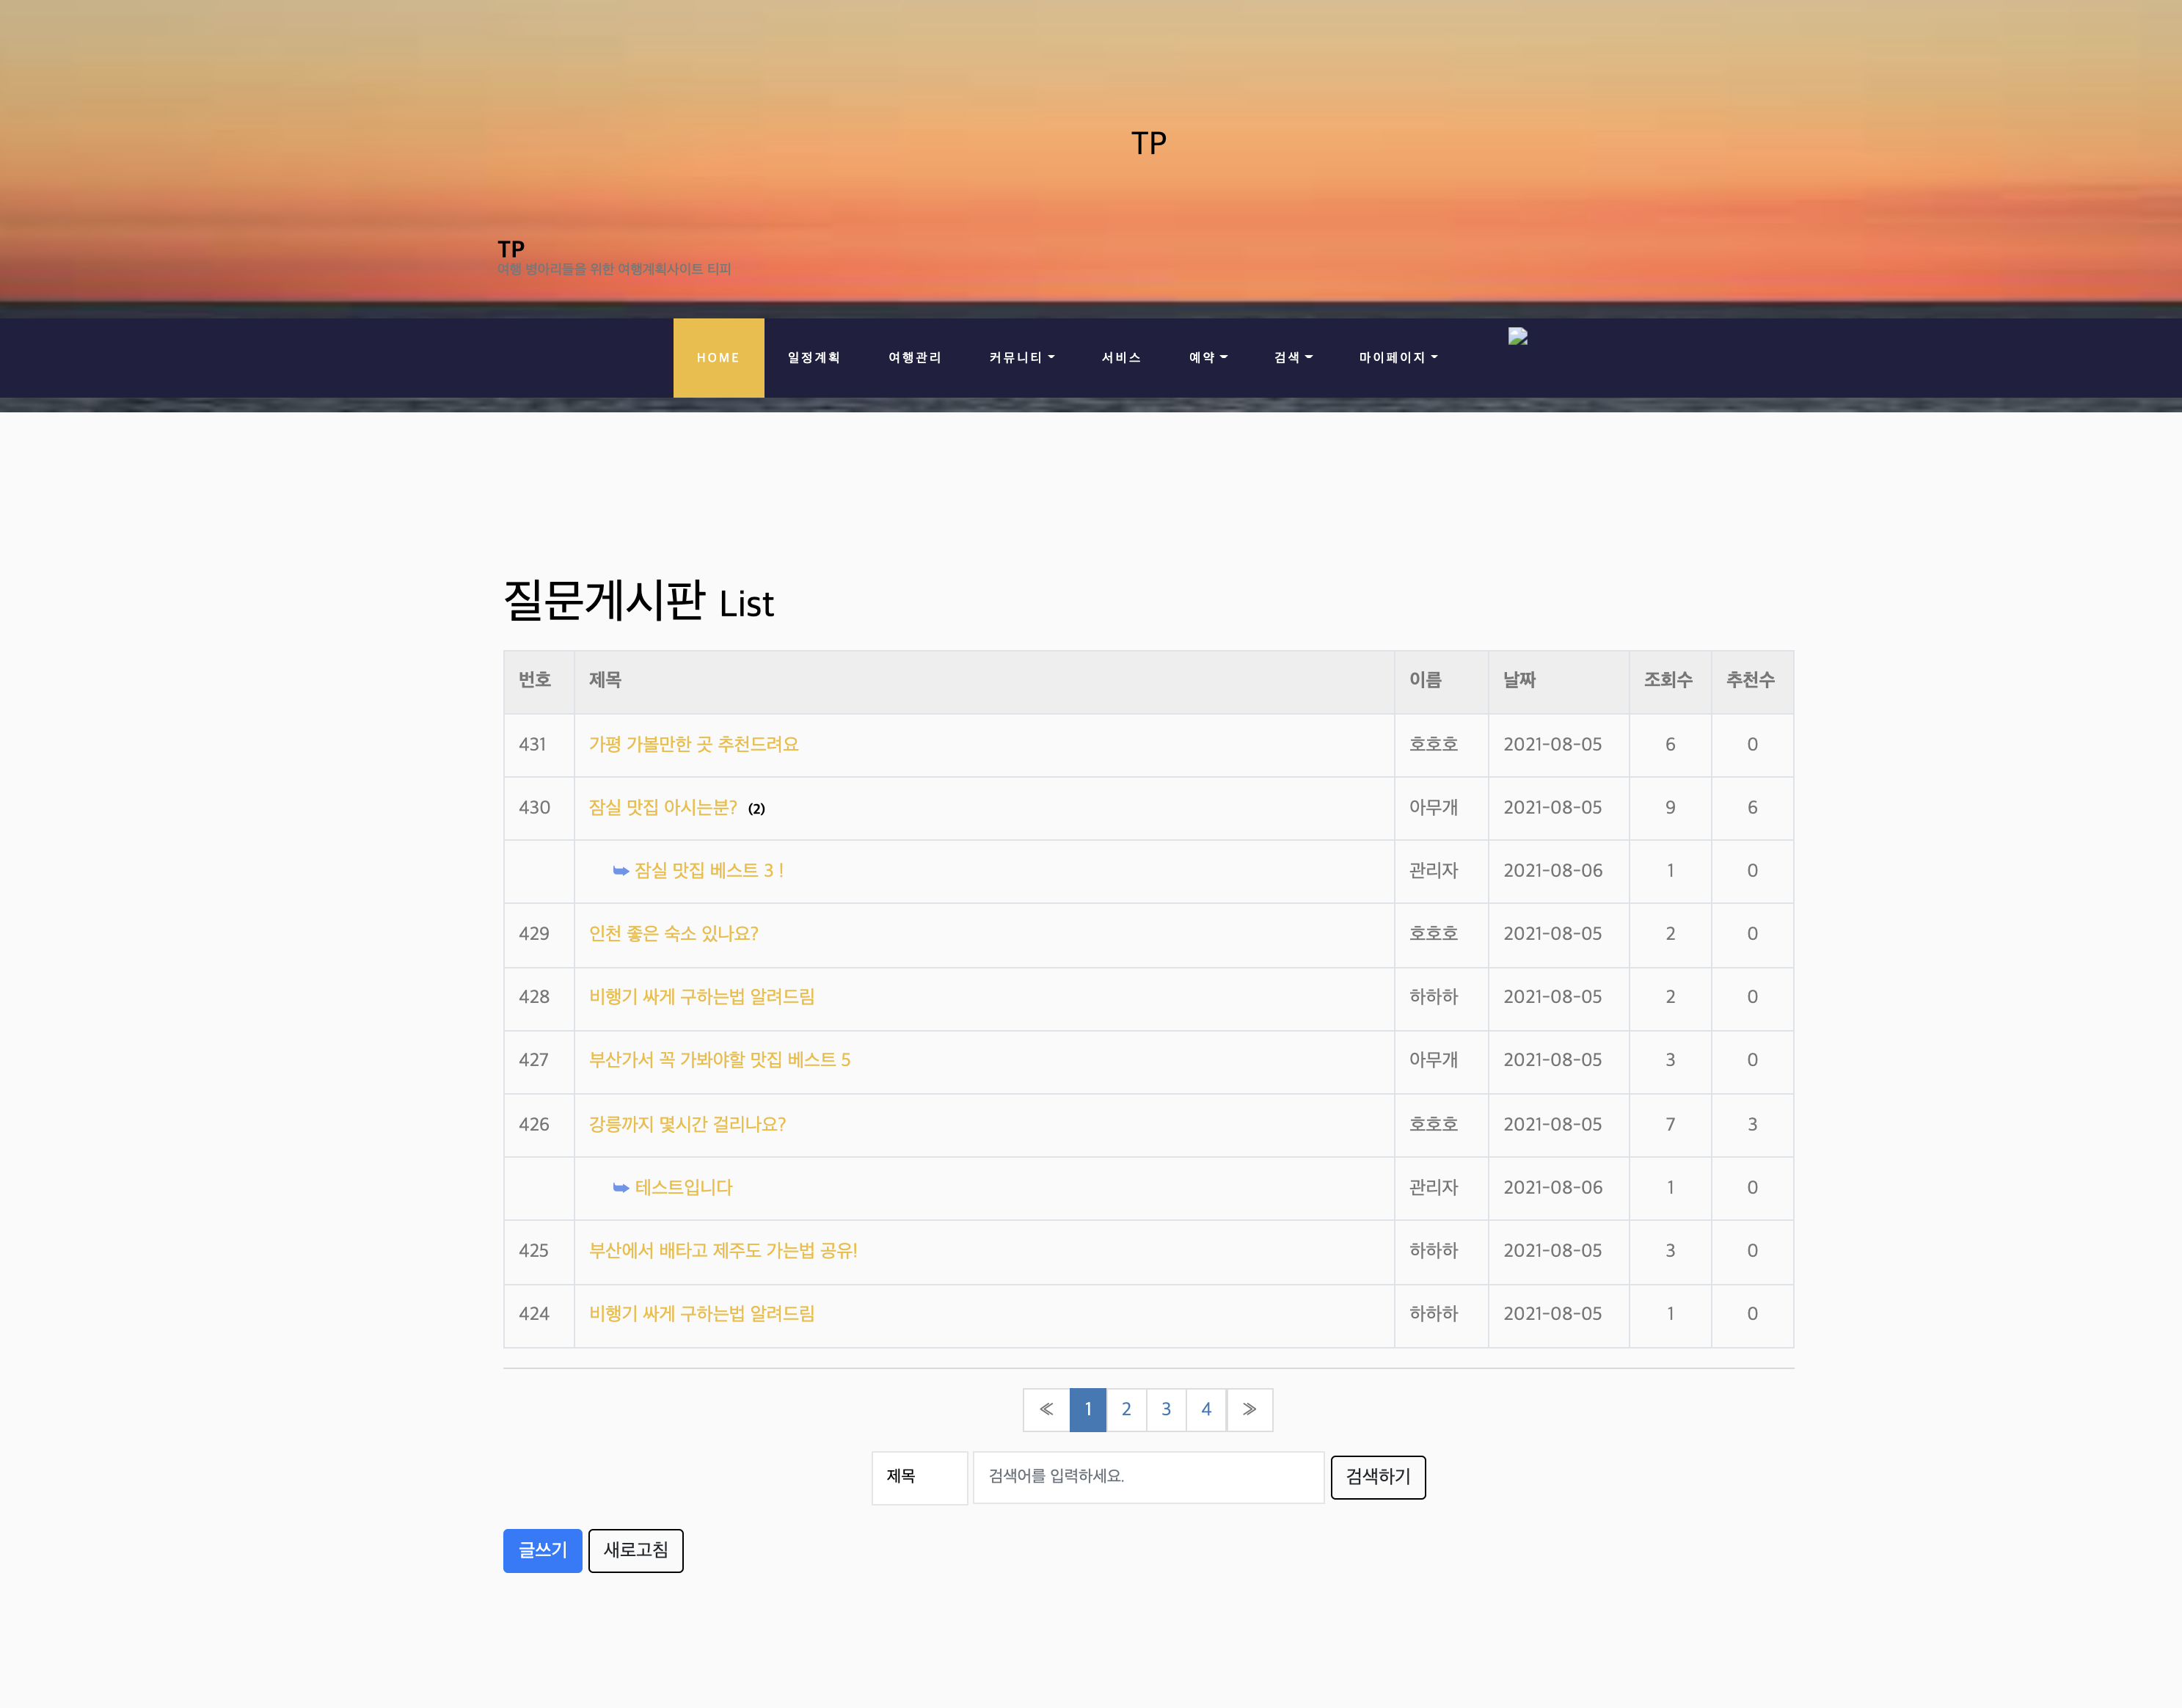 TP
TP
여행 병아리들을 위한 여행계획사이트 티피
HOME 일정계획 여행관리 커뮤니티 서비스 예약 검색 마이페이지
질문게시판 List
번호 제목 이름 날짜 조회수 추천수
431 가평 가볼만한 곳 추천드려요 호호호 2021-08-05 6 0
430 잠실 맛집 아시는분? (2) 아무개 2021-08-05 9 6
➥ 잠실 맛집 베스트 3 ! 관리자 2021-08-06 1 0
429 인천 좋은 숙소 있나요? 호호호 2021-08-05 2 0
428 비행기 싸게 구하는법 알려드림 하하하 2021-08-05 2 0
427 부산가서 꼭 가봐야할 맛집 베스트 5 아무개 2021-08-05 3 0
426 강릉까지 몇시간 걸리나요? 호호호 2021-08-05 7 3
➥ 테스트입니다 관리자 2021-08-06 1 0
425 부산에서 배타고 제주도 가는법 공유! 하하하 2021-08-05 3 0
424 비행기 싸게 구하는법 알려드림 하하하 2021-08-05 1 0
≪ 1 2 3 4 ≫
제목 검색어를 입력하세요. 검색하기
글쓰기 새로고침